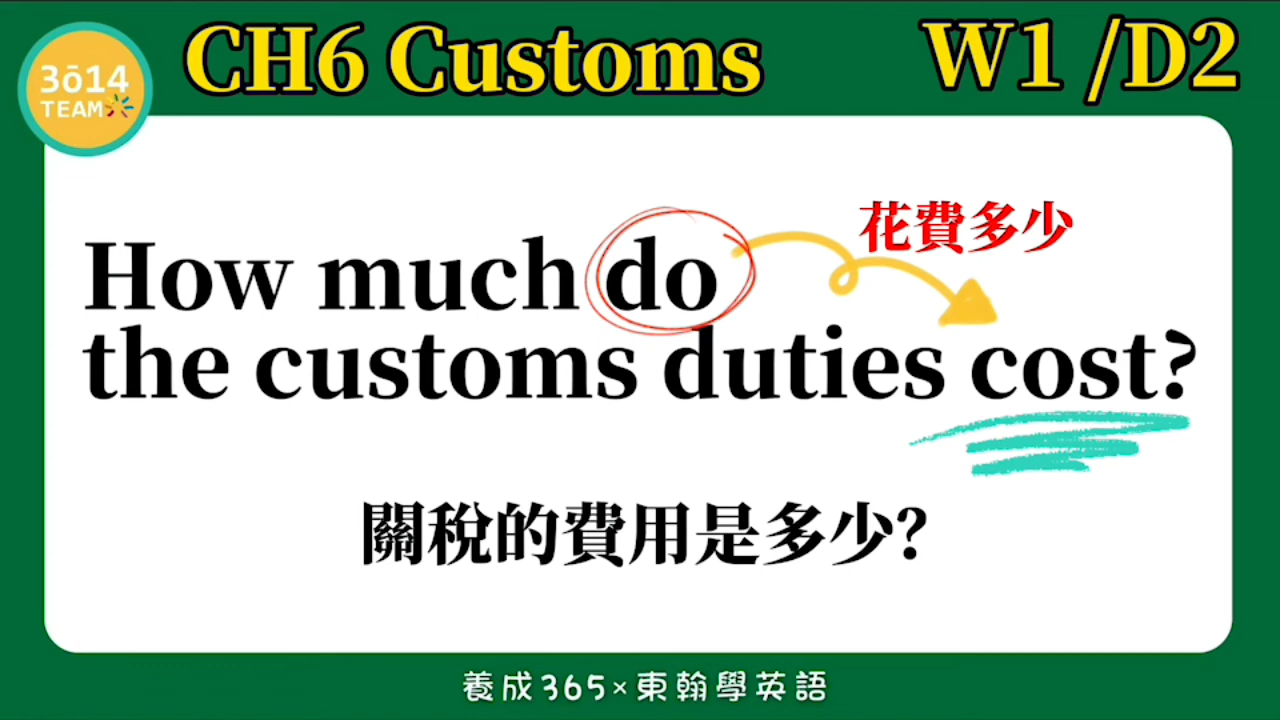 3ō14
TEAM
CH6 Customs
W1 /D2
花費多少
How much do
the customs duties cost?
關稅的費用是多少?
養成365×東翰學英語